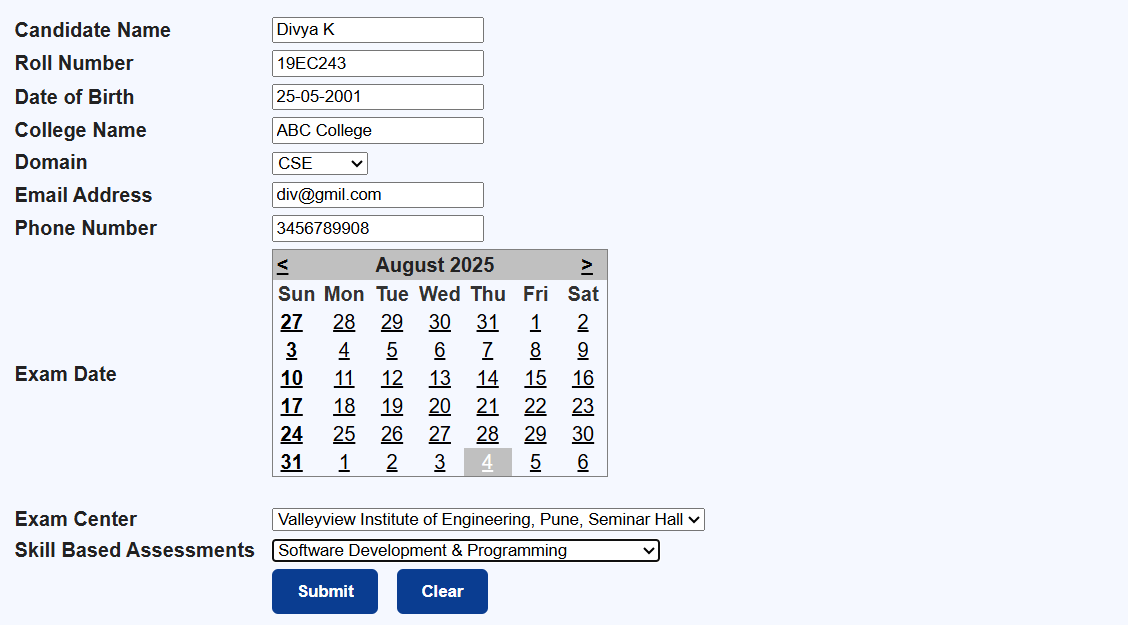 Candidate Name Divya K
Roll Number 19EC243
Date of Birth 25-05-2001
College Name ABC College
Domain CSE
Email Address div@gmil.com
Phone Number 3456789908
< August 2025 >
Sun Mon Tue Wed Thu Fri Sat
27 28 29 30 31 1 2
3 4 5 6 7 8 9
Exam Date
10 11 12 13 14 15 16
17 18 19 20 21 22 23
24 25 26 27 28 29 30
31 1 2 3 4 5 6
Exam Center Valleyview Institute of Engineering, Pune, Seminar Hall
Skill Based Assessments Software Development & Programming
Submit Clear